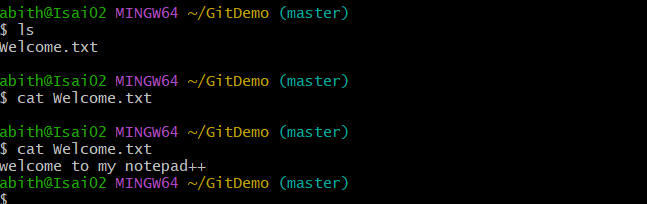 abith@Isai02 MINGW64 ~/GitDemo (master)
$ ls
Welcome.txt
abith@Isai02 MINGW64 ~/GitDemo (master)
$ cat Welcome.txt
abith@Isai02 MINGW64 ~/GitDemo (master)
$ cat Welcome.txt
welcome to my notepad++
abith@Isai02 MINGW64 ~/GitDemo (master)
$